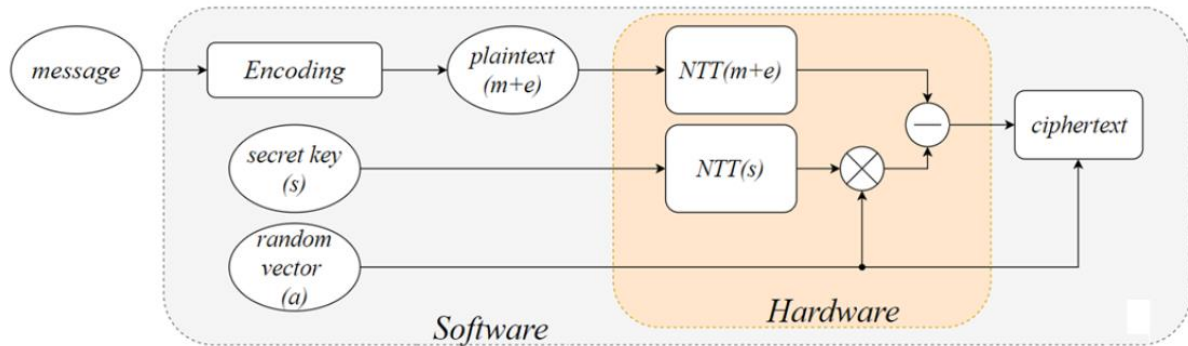 message
Encoding
plaintext
(m+e)
NTT(m+e)
ciphertext
secret key
(s)
NTT(s)
random
vector
(a)
Software
Hardware